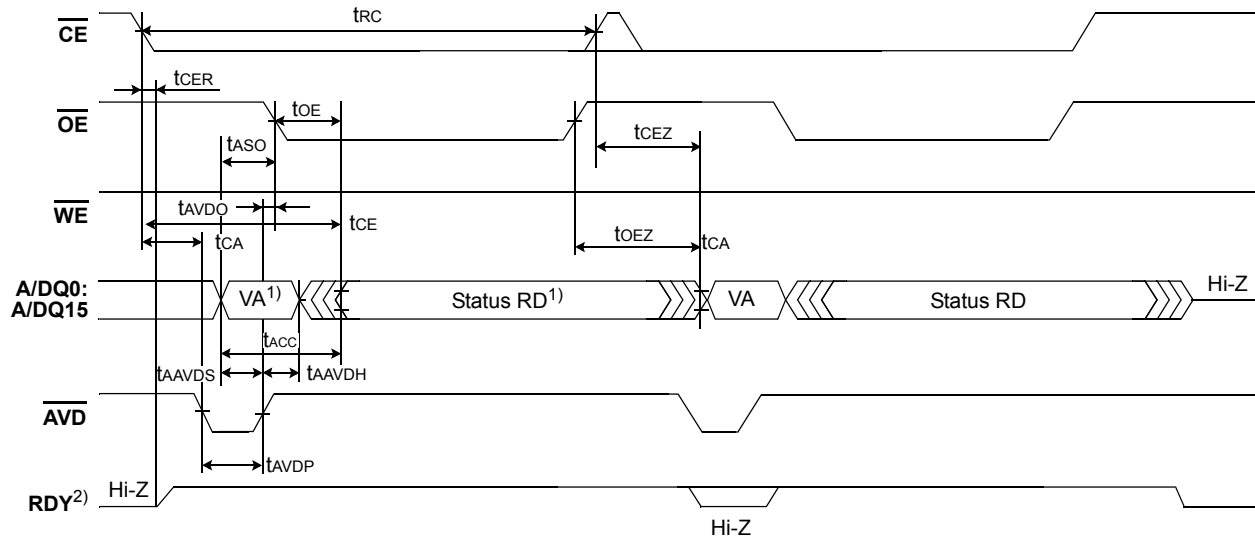 tRC
CE
tCER
tOE
OE
tCEZ
tASO
WE
tAVDO
tCE
tCA
tOEZ
tCA
A/DQ0:
A/DQ15
VA1)
Status RD1)
VA
Status RD
Hi-Z
tACC
tAAVDS
tAAVDH
AVD
tAVDP
Hi-Z
RDY2)
Hi-Z